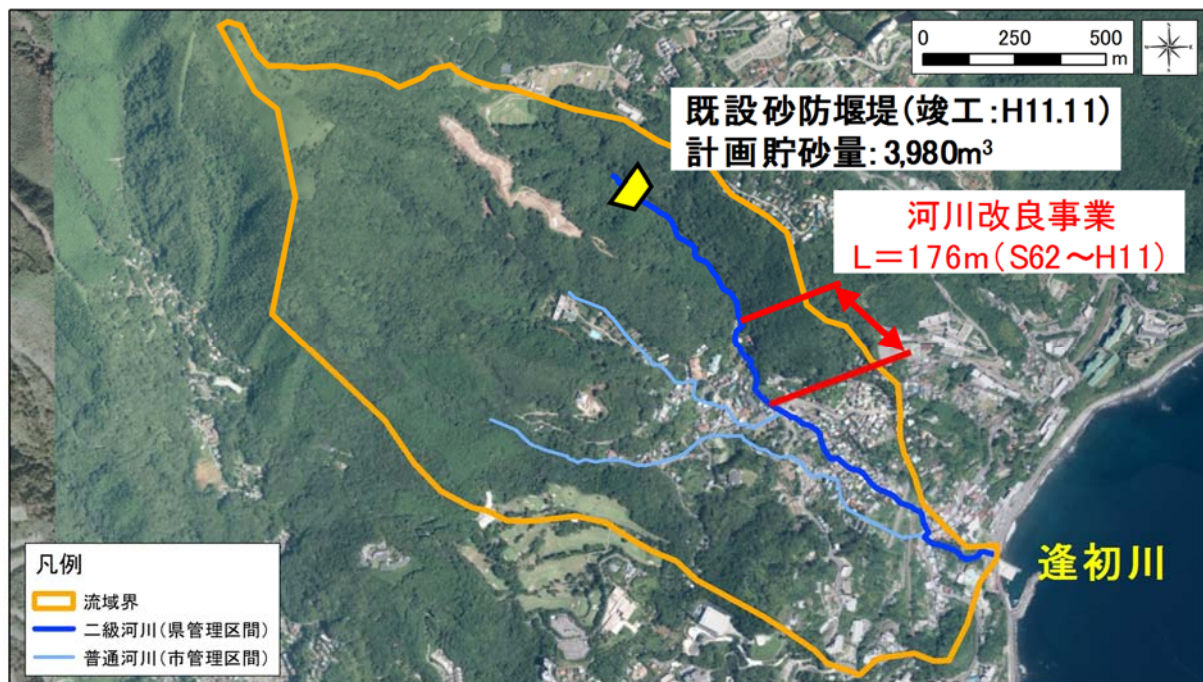 0 250 500
m
既設砂防堰堤(竣工:H11.11)
計画貯砂量:3,980m³
河川改良事業
L=176m(S62~H11)
逢初川
凡例
流域界
二級河川(県管理区間)
普通河川(市管理区間)